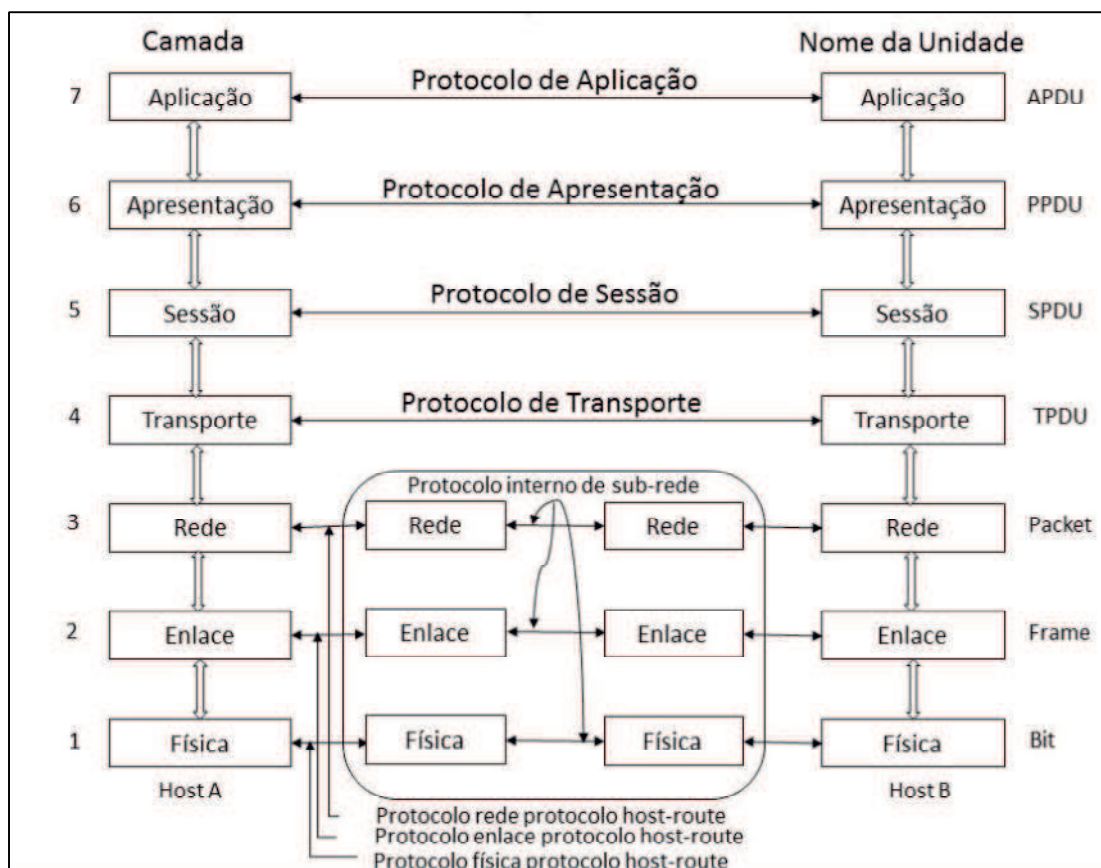 Camada
Nome da Unidade
7
Aplicação
Protocolo de Aplicação
Aplicação
APDU
6
Apresentação
Protocolo de Apresentação
Apresentação
PPDU
5
Sessão
Protocolo de Sessão
Sessão
SPDU
4
Transporte
Protocolo de Transporte
Transporte
TPDU
Protocolo interno de sub-rede
3
Rede
Rede
Rede
Rede
Packet
2
Enlace
Enlace
Enlace
Enlace
Frame
1
Física
Física
Física
Física
Bit
Host A
Host B
Protocolo rede protocolo host-route
Protocolo enlace protocolo host-route
Protocolo física protocolo host-route